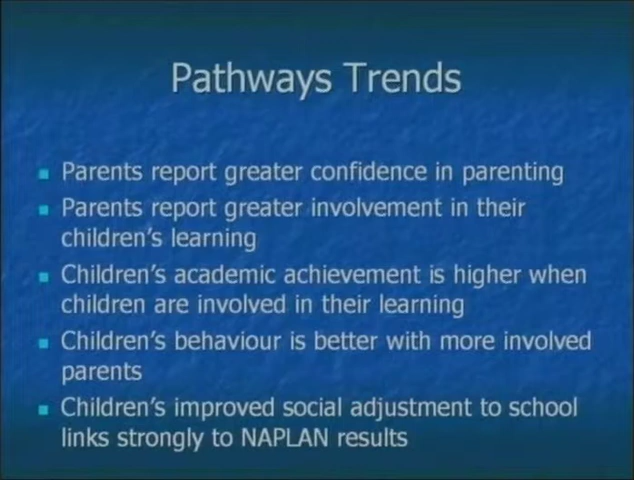 Pathways Trends
Parents report greater confidence in parenting
Parents report greater involvement in their
children's learning
Children's academic achievement is higher when
children are involved in their learning
Children's behaviour is better with more involved
parents
Children's improved social adjustment to school
links strongly to NAPLAN results